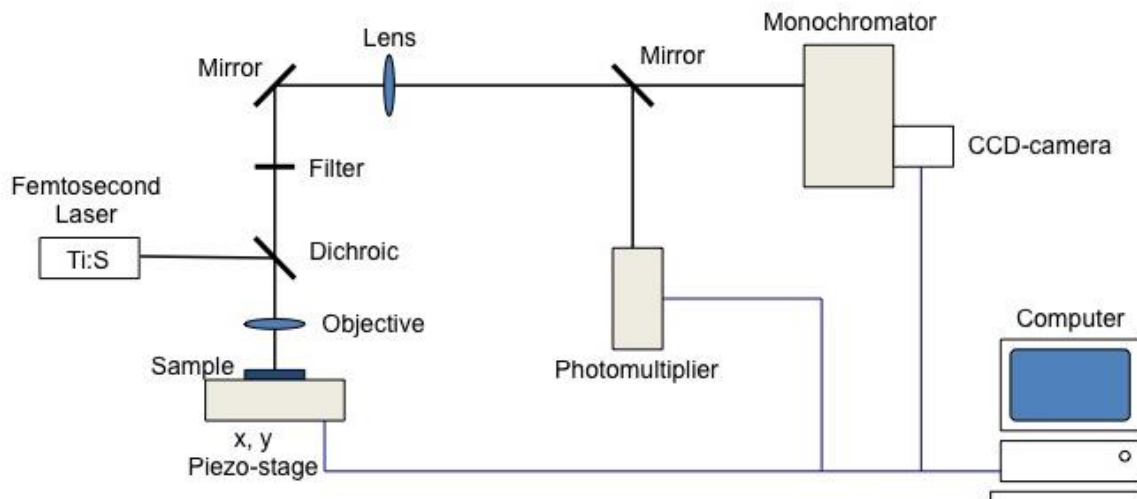 Monochromator
Lens
Mirror
Mirror
CCD-camera
Filter
Femtosecond
Laser
Ti:S
Dichroic
Objective
Computer
Sample
Photomultiplier
x, y
Piezo-stage